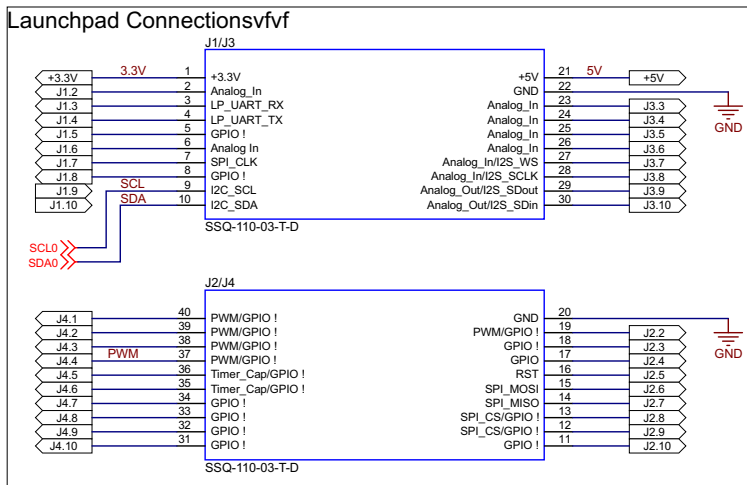 Launchpad Connectionsvfvf
J1/J3
+3.3V 3.3V 1 +3.3V +5V 21 5V +5V
J1.2 2 Analog_In GND 22
J1.3 3 LP_UART_RX Analog_In 23 J3.3
J1.4 4 LP_UART_TX Analog_In 24 J3.4
J1.5 5 GPIO ! Analog_In 25 J3.5
J1.6 6 Analog In Analog_In 26 J3.6
J1.7 7 SPI_CLK Analog_In/I2S_WS 27 J3.7
J1.8 8 GPIO ! Analog_In/I2S_SCLK 28 J3.8
J1.9 SCL 9 I2C_SCL Analog_Out/I2S_SDout 29 J3.9
J1.10 SDA 10 I2C_SDA Analog_Out/I2S_SDin 30 J3.10
GND
SSQ-110-03-T-D
SCL0
SDA0
J2/J4
J4.1 40 PWM/GPIO ! GND 20
J4.2 39 PWM/GPIO ! PWM/GPIO ! 19 J2.2
J4.3 38 PWM/GPIO ! GPIO ! 18 J2.3
J4.4 PWM 37 PWM/GPIO ! GPIO 17 J2.4
J4.5 36 Timer_Cap/GPIO ! RST 16 J2.5
J4.6 35 Timer_Cap/GPIO ! SPI_MOSI 15 J2.6
J4.7 34 GPIO ! SPI_MISO 14 J2.7
J4.8 33 GPIO ! SPI_CS/GPIO ! 13 J2.8
J4.9 32 GPIO ! SPI_CS/GPIO ! 12 J2.9
J4.10 31 GPIO ! GPIO ! 11 J2.10
GND
SSQ-110-03-T-D